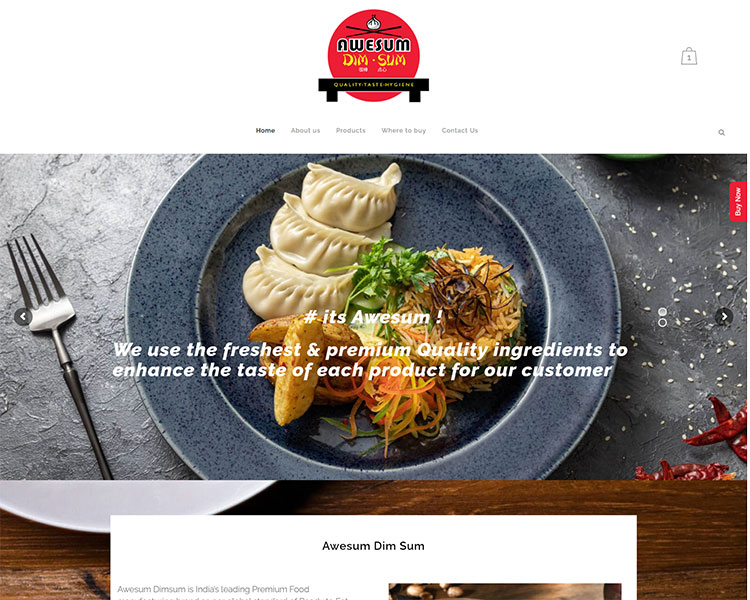 AWESUM
DIM·SUM
點心
QUALITY·TASTE·HYGIENE
1
Home About us Products Where to buy Contact Us
Buy Now
# its Awesum !
We use the freshest & premium Quality ingredients to
enhance the taste of each product for our customer
Awesum Dim Sum
Awesum Dimsum is India's leading Premium Food